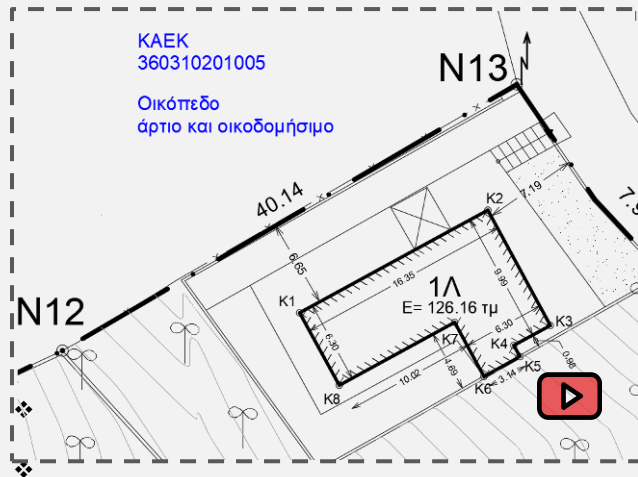 ΚΑΕΚ
360310201005
Οικόπεδο
άρτιο και οικοδομήσιμο
N13
40.14
7.19
K2
6.65
16.35
9.99
1Λ
E= 126.16 τμ
K1
N12
6.30
6.30
K3
K7
K4
K5
0.98
10.02
4.69
3.14
K6
K8